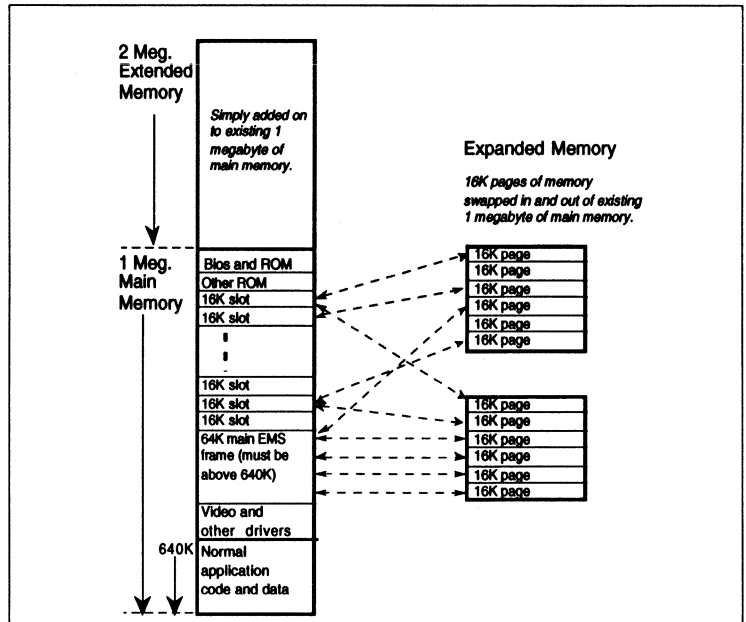 2 Meg.
Extended
Memory
Simply added on
to existing 1
megabyte of
main memory.
Expanded Memory
16K pages of memory
swapped in and out of existing
1 megabyte of main memory.
1 Meg.
Main
Memory
Bios and ROM
Other ROM
16K slot
16K slot
16K slot
16K slot
16K slot
64K main EMS
frame (must be
above 640K)
Video and
other drivers
640K
Normal
application
code and data
16K page
16K page
16K page
16K page
16K page
16K page
16K page
16K page
16K page
16K page
16K page
16K page